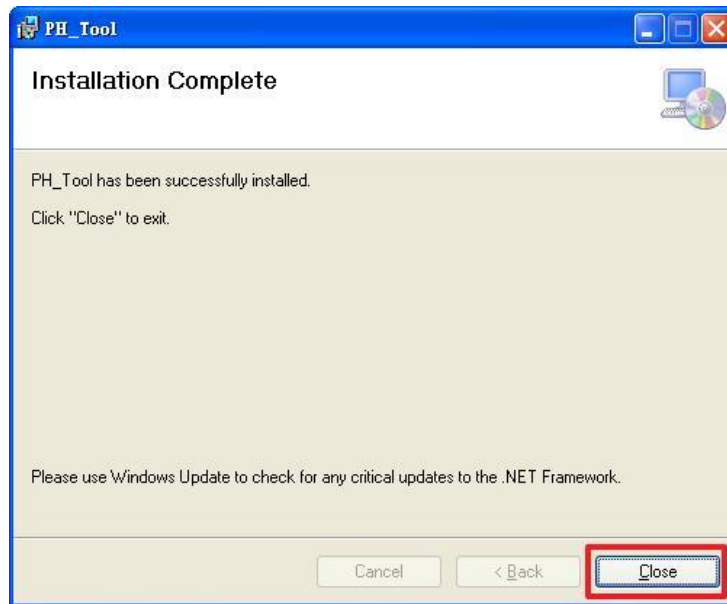 PH_Tool
Installation Complete
PH_Tool has been successfully installed.
Click "Close" to exit.
Please use Windows Update to check for any critical updates to the .NET Framework.
Cancel
< Back
Close